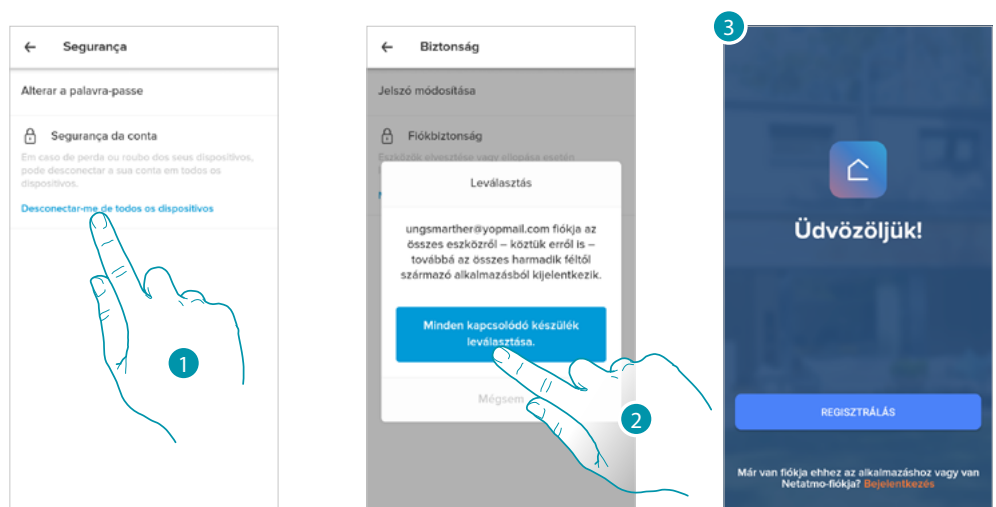 ← Segurança
Alterar a palavra-passe
Segurança da conta
Em caso de perda ou roubo dos seus dispositivos,
pode desconectar a sua conta em todos os
dispositivos.
Desconectar-me de todos os dispositivos
1
← Biztonság
Jelszó módosítása
Fiókbiztonság
Eszközök elvesztése vagy ellopása esetén
Leválasztás
ungsmarther@yopmail.com fiókja az
összes eszközről – köztük erről is –
továbbá az összes harmadik féltől
származó alkalmazásból kijelentkezik.
Minden kapcsolódó készülék
leválasztása.
Mégsem
2
3
Üdvözöljük!
REGISZTRÁLÁS
Már van fiókja ehhez az alkalmazáshoz vagy van
Netatmo-fiókja? Bejelentkezés